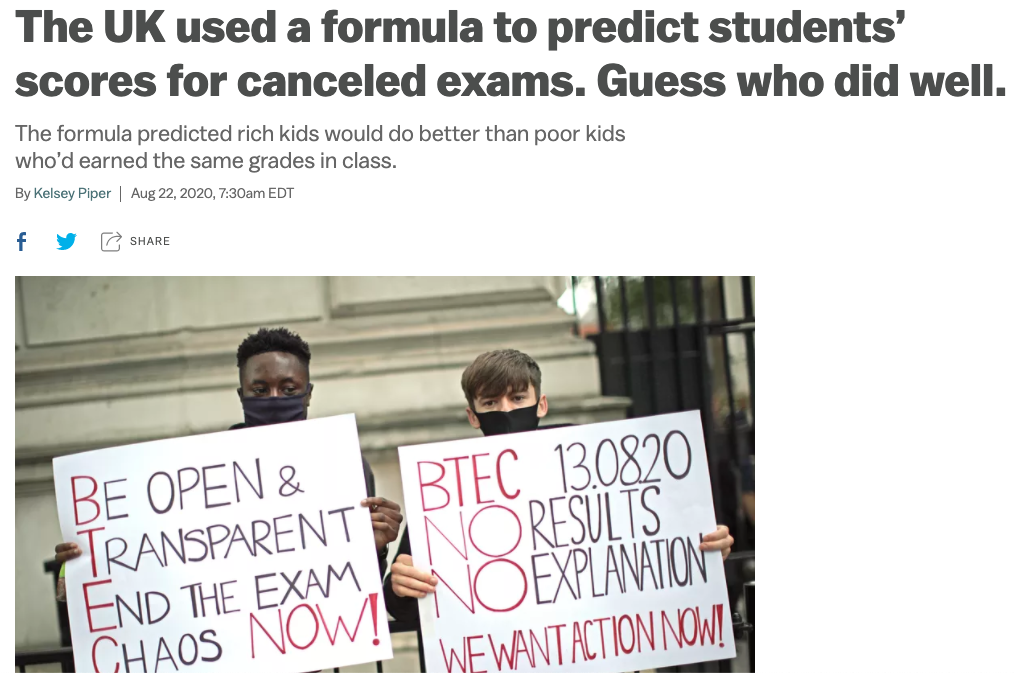 The UK used a formula to predict students’
scores for canceled exams. Guess who did well.
The formula predicted rich kids would do better than poor kids
who’d earned the same grades in class.
By Kelsey Piper | Aug 22, 2020, 7:30am EDT
SHARE
BE OPEN &
TRANSPARENT
END THE EXAM
CHAOS NOW!
BTEC 13.08.20
NO RESULTS
NO EXPLANATION
WE WANT ACTION NOW!